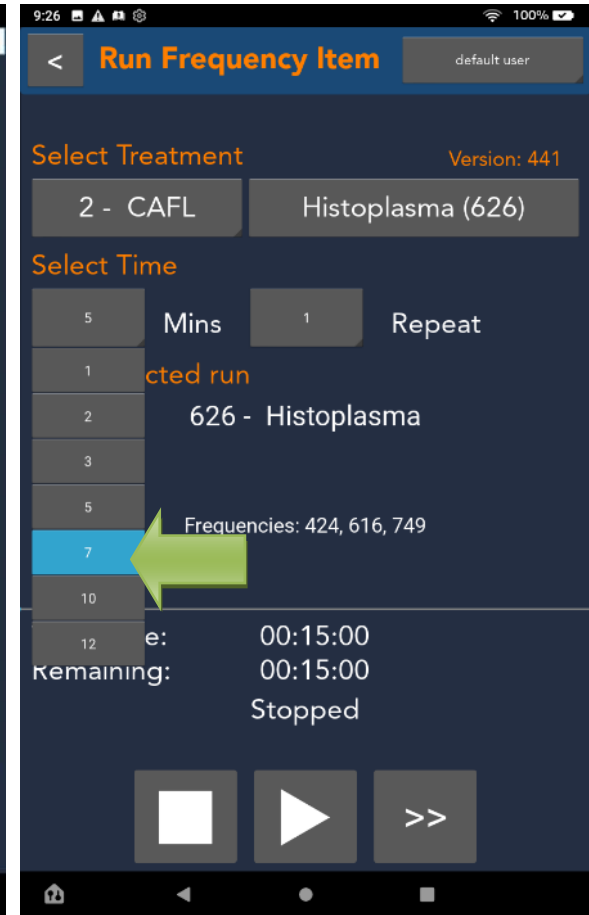 9:26 100%
< Run Frequency Item default user
Select Treatment Version: 441
2 - CAFL Histoplasma (626)
Select Time
5 Mins 1 Repeat
1 cted run
2 626 - Histoplasma
3
5 Frequencies: 424, 616, 749
7
10
12 e: 00:15:00
Remaining: 00:15:00
Stopped
>>